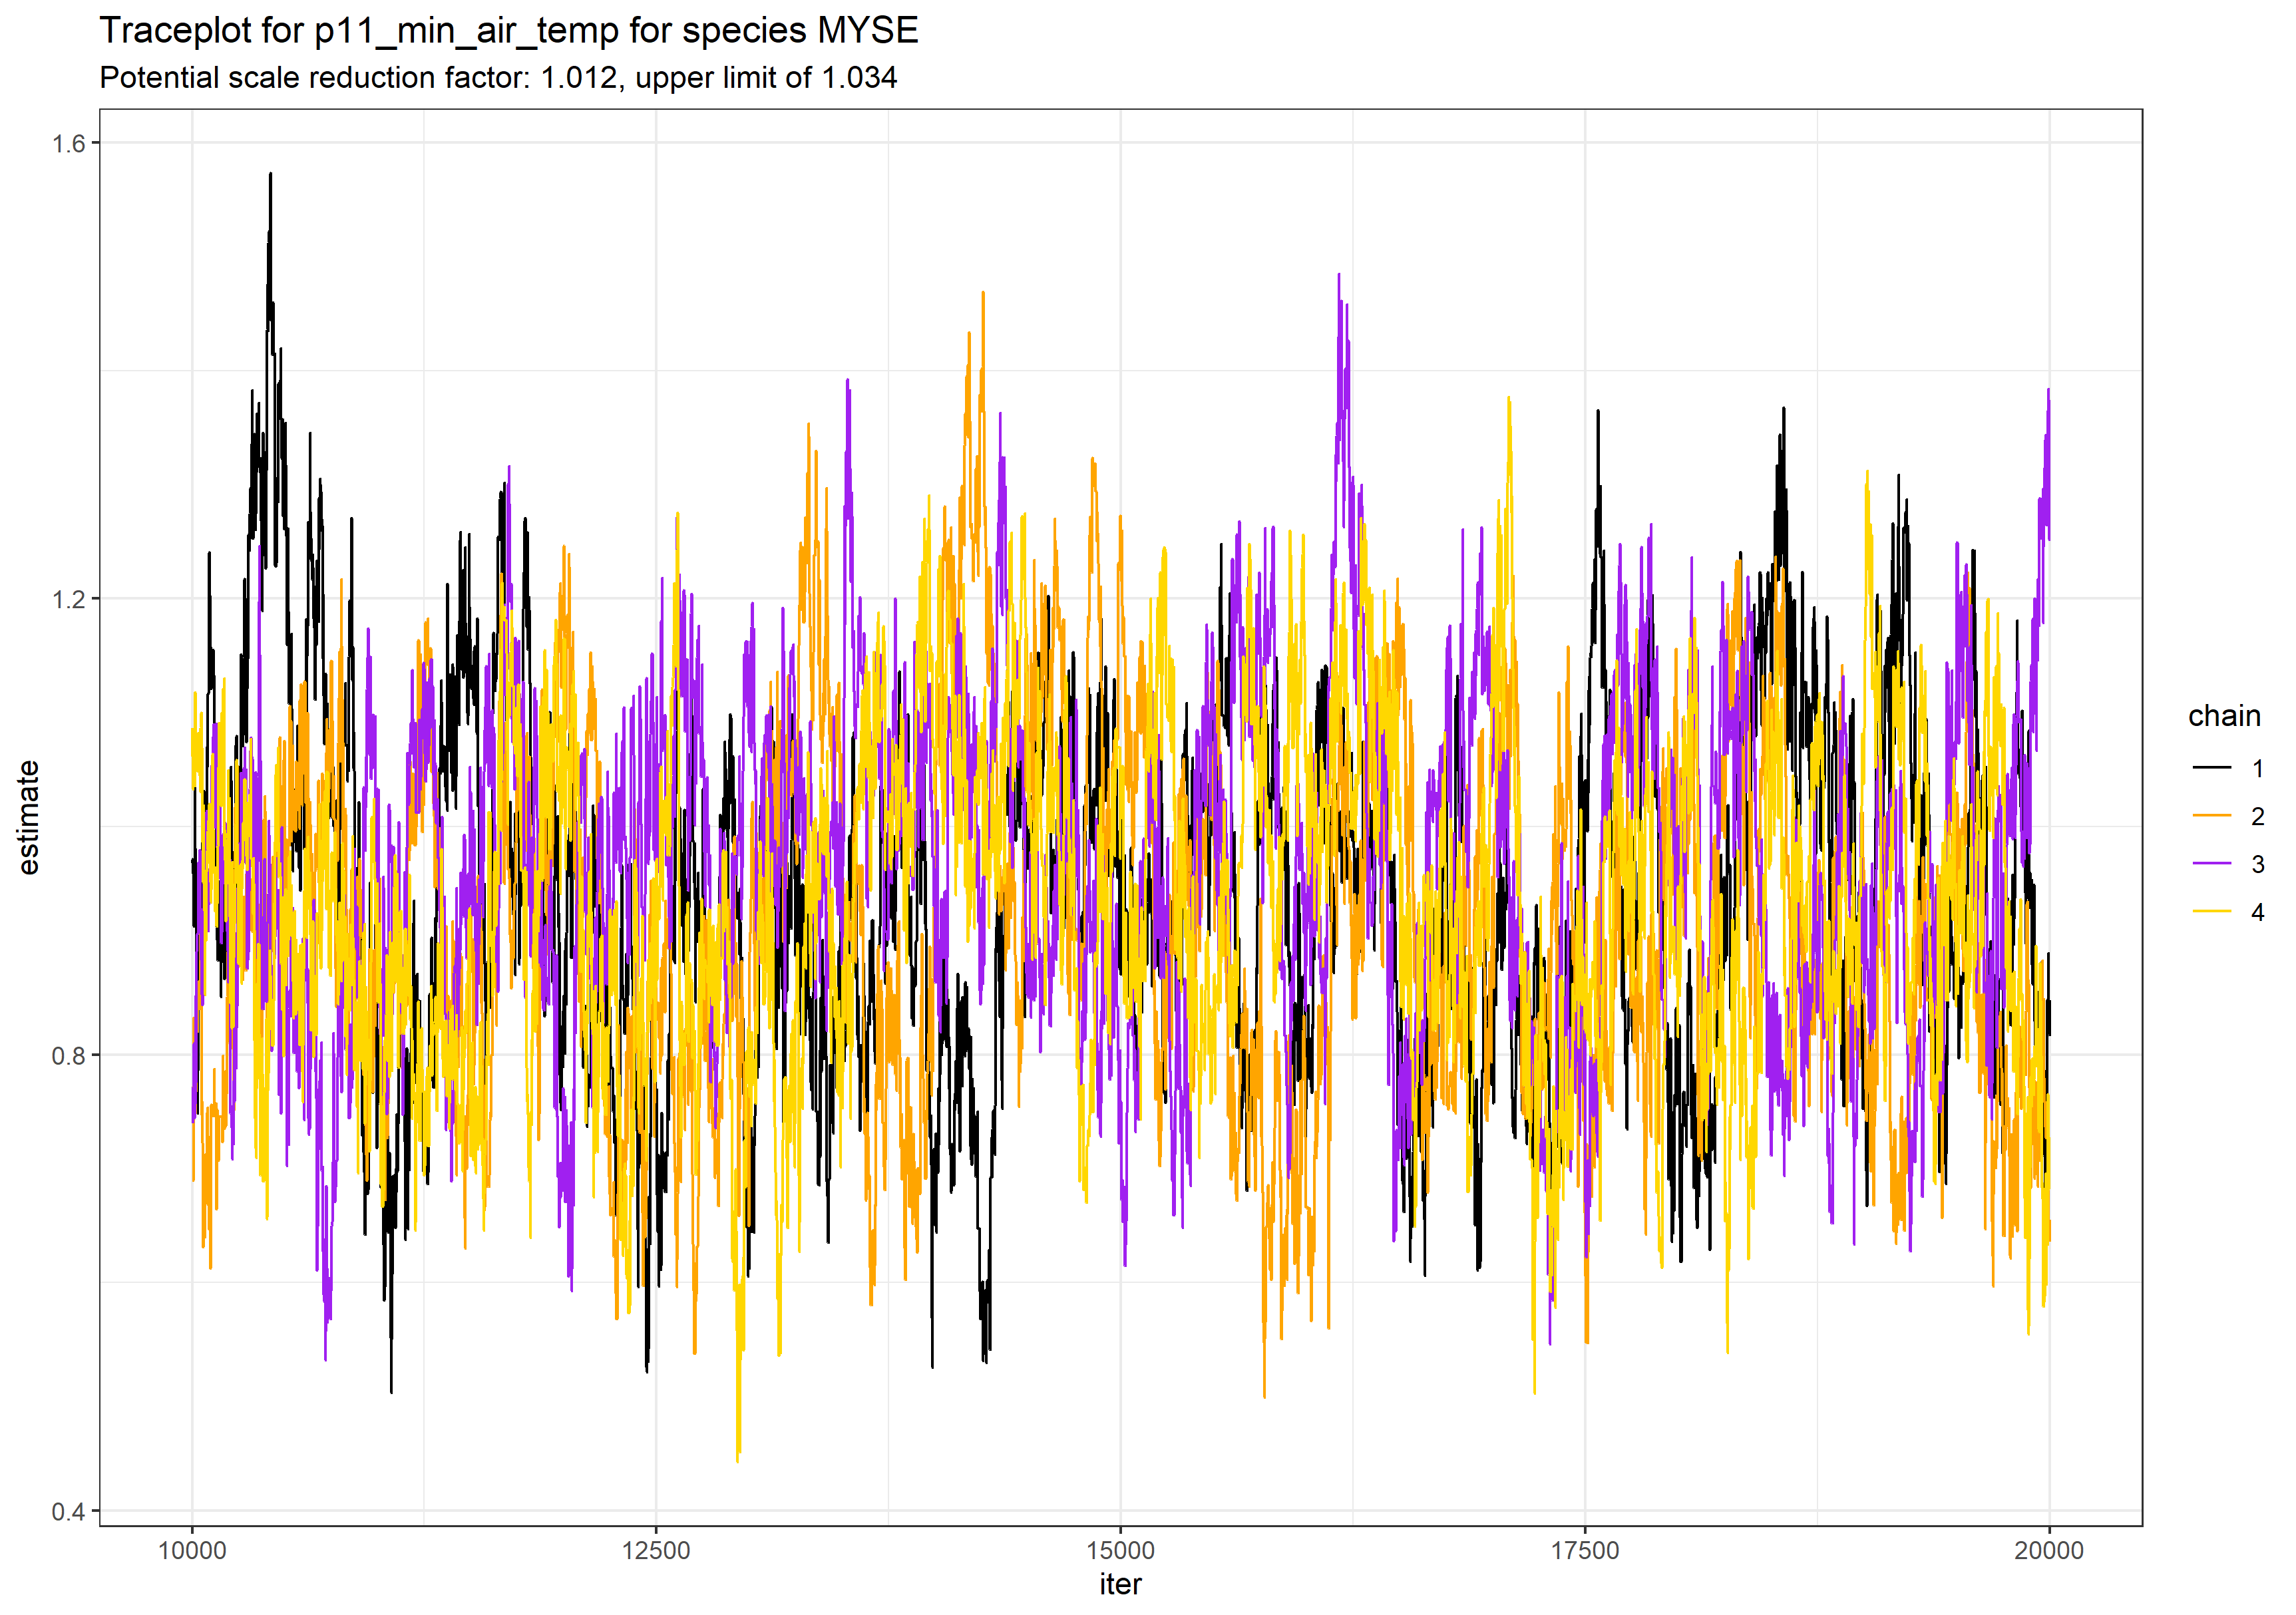 Traceplot for p11_min_air_temp for species MYSE
Potential scale reduction factor: 1.012, upper limit of 1.034
1.6
1.2
0.8
0.4
estimate
10000 12500 15000 17500 20000
iter
chain
1
2
3
4